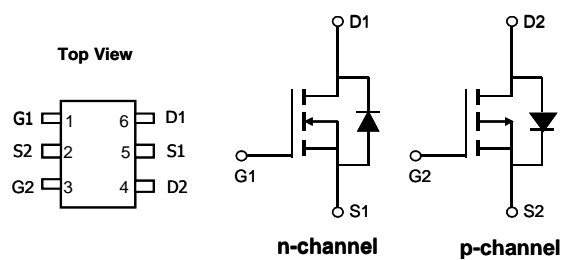 Top View
G1 1 6 D1
S2 2 5 S1
G2 3 4 D2
D1
G1
S1
n-channel
D2
G2
S2
p-channel